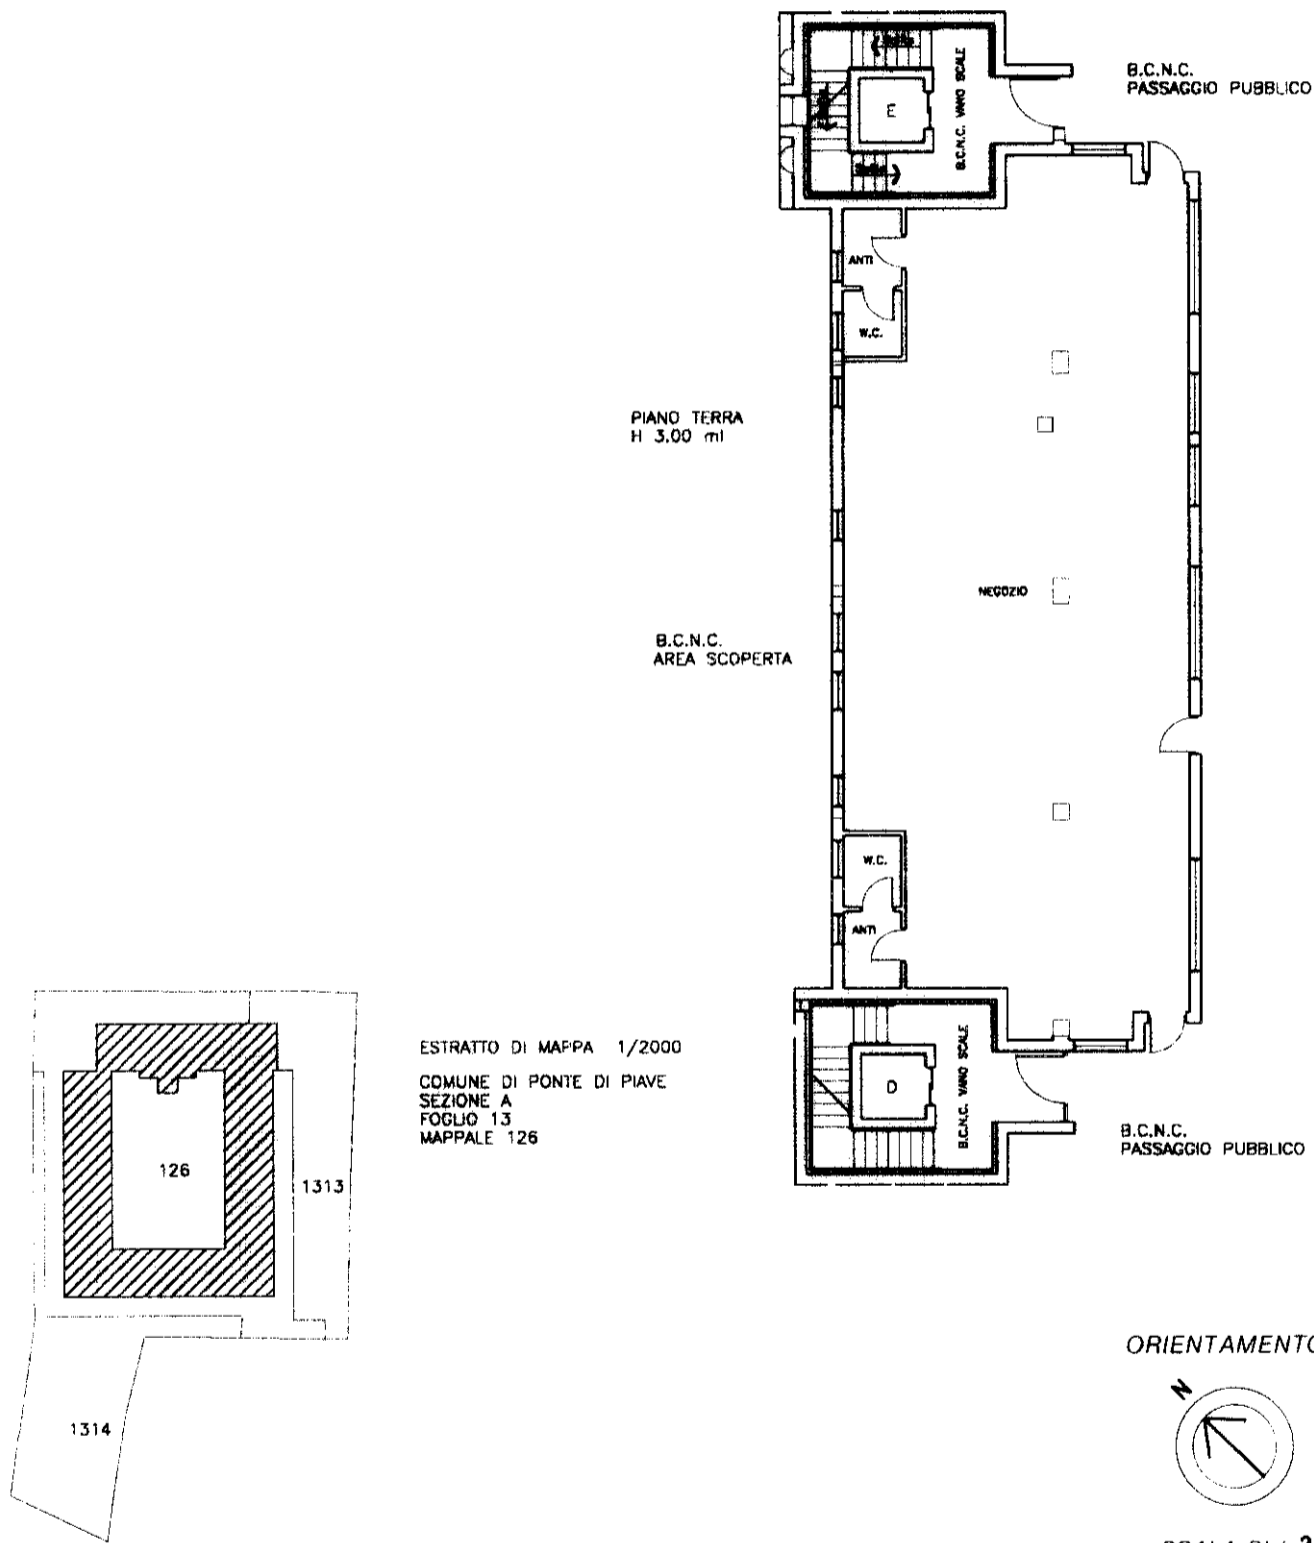 B.C.N.C.
PASSAGGIO PUBBLICO
E
B.C.N.C. VANO SCALE
ANTI
W.C.
PIANO TERRA
H 3.00 ml
NEGOZIO
B.C.N.C.
AREA SCOPERTA
W.C.
ANTI
D
B.C.N.C. VANO SCALE
B.C.N.C.
PASSAGGIO PUBBLICO
ESTRATTO DI MAPPA 1/2000
COMUNE DI PONTE DI PIAVE
SEZIONE A
FOGLIO 13
MAPPALE 126
126
1313
1314
ORIENTAMENTO
N